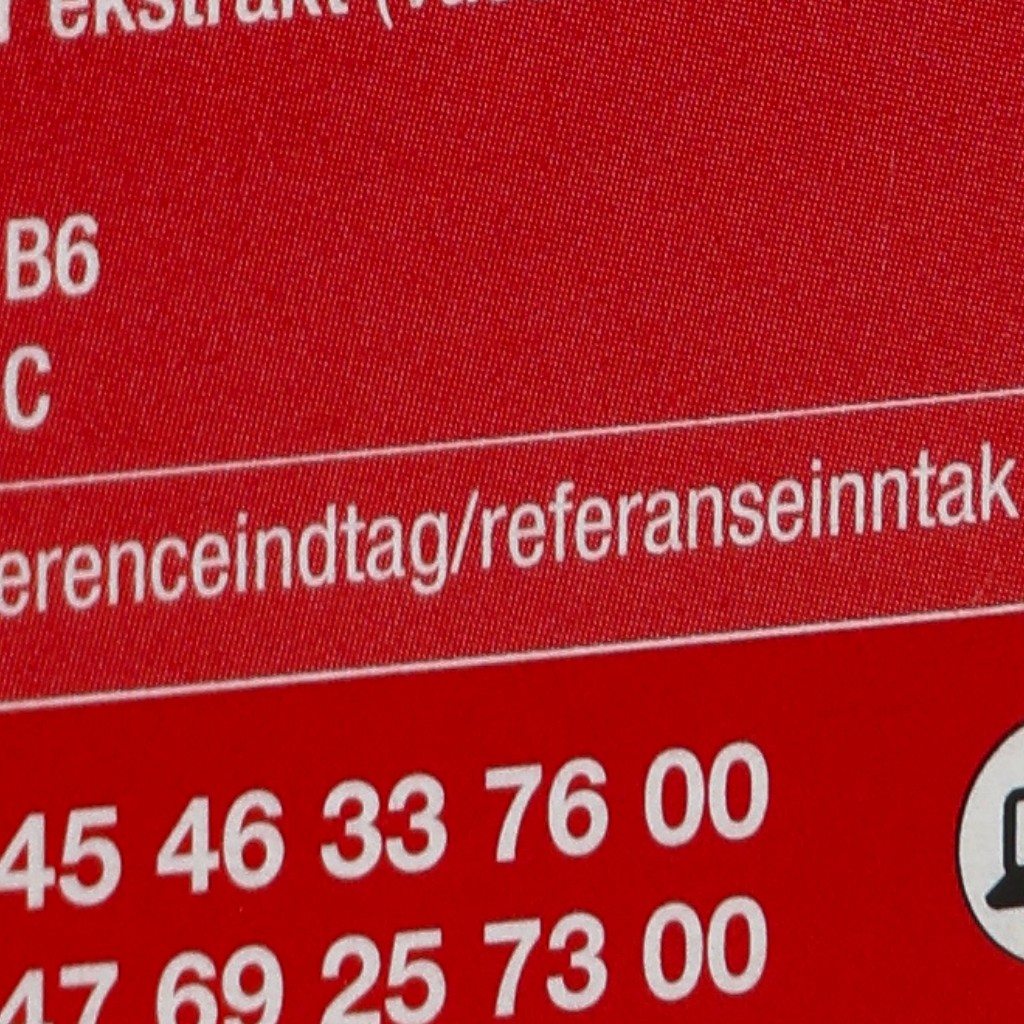 ekstrakt
B6
C
erenceindtag/referanseinntak
45 46 33 76 00
47 69 25 73 00